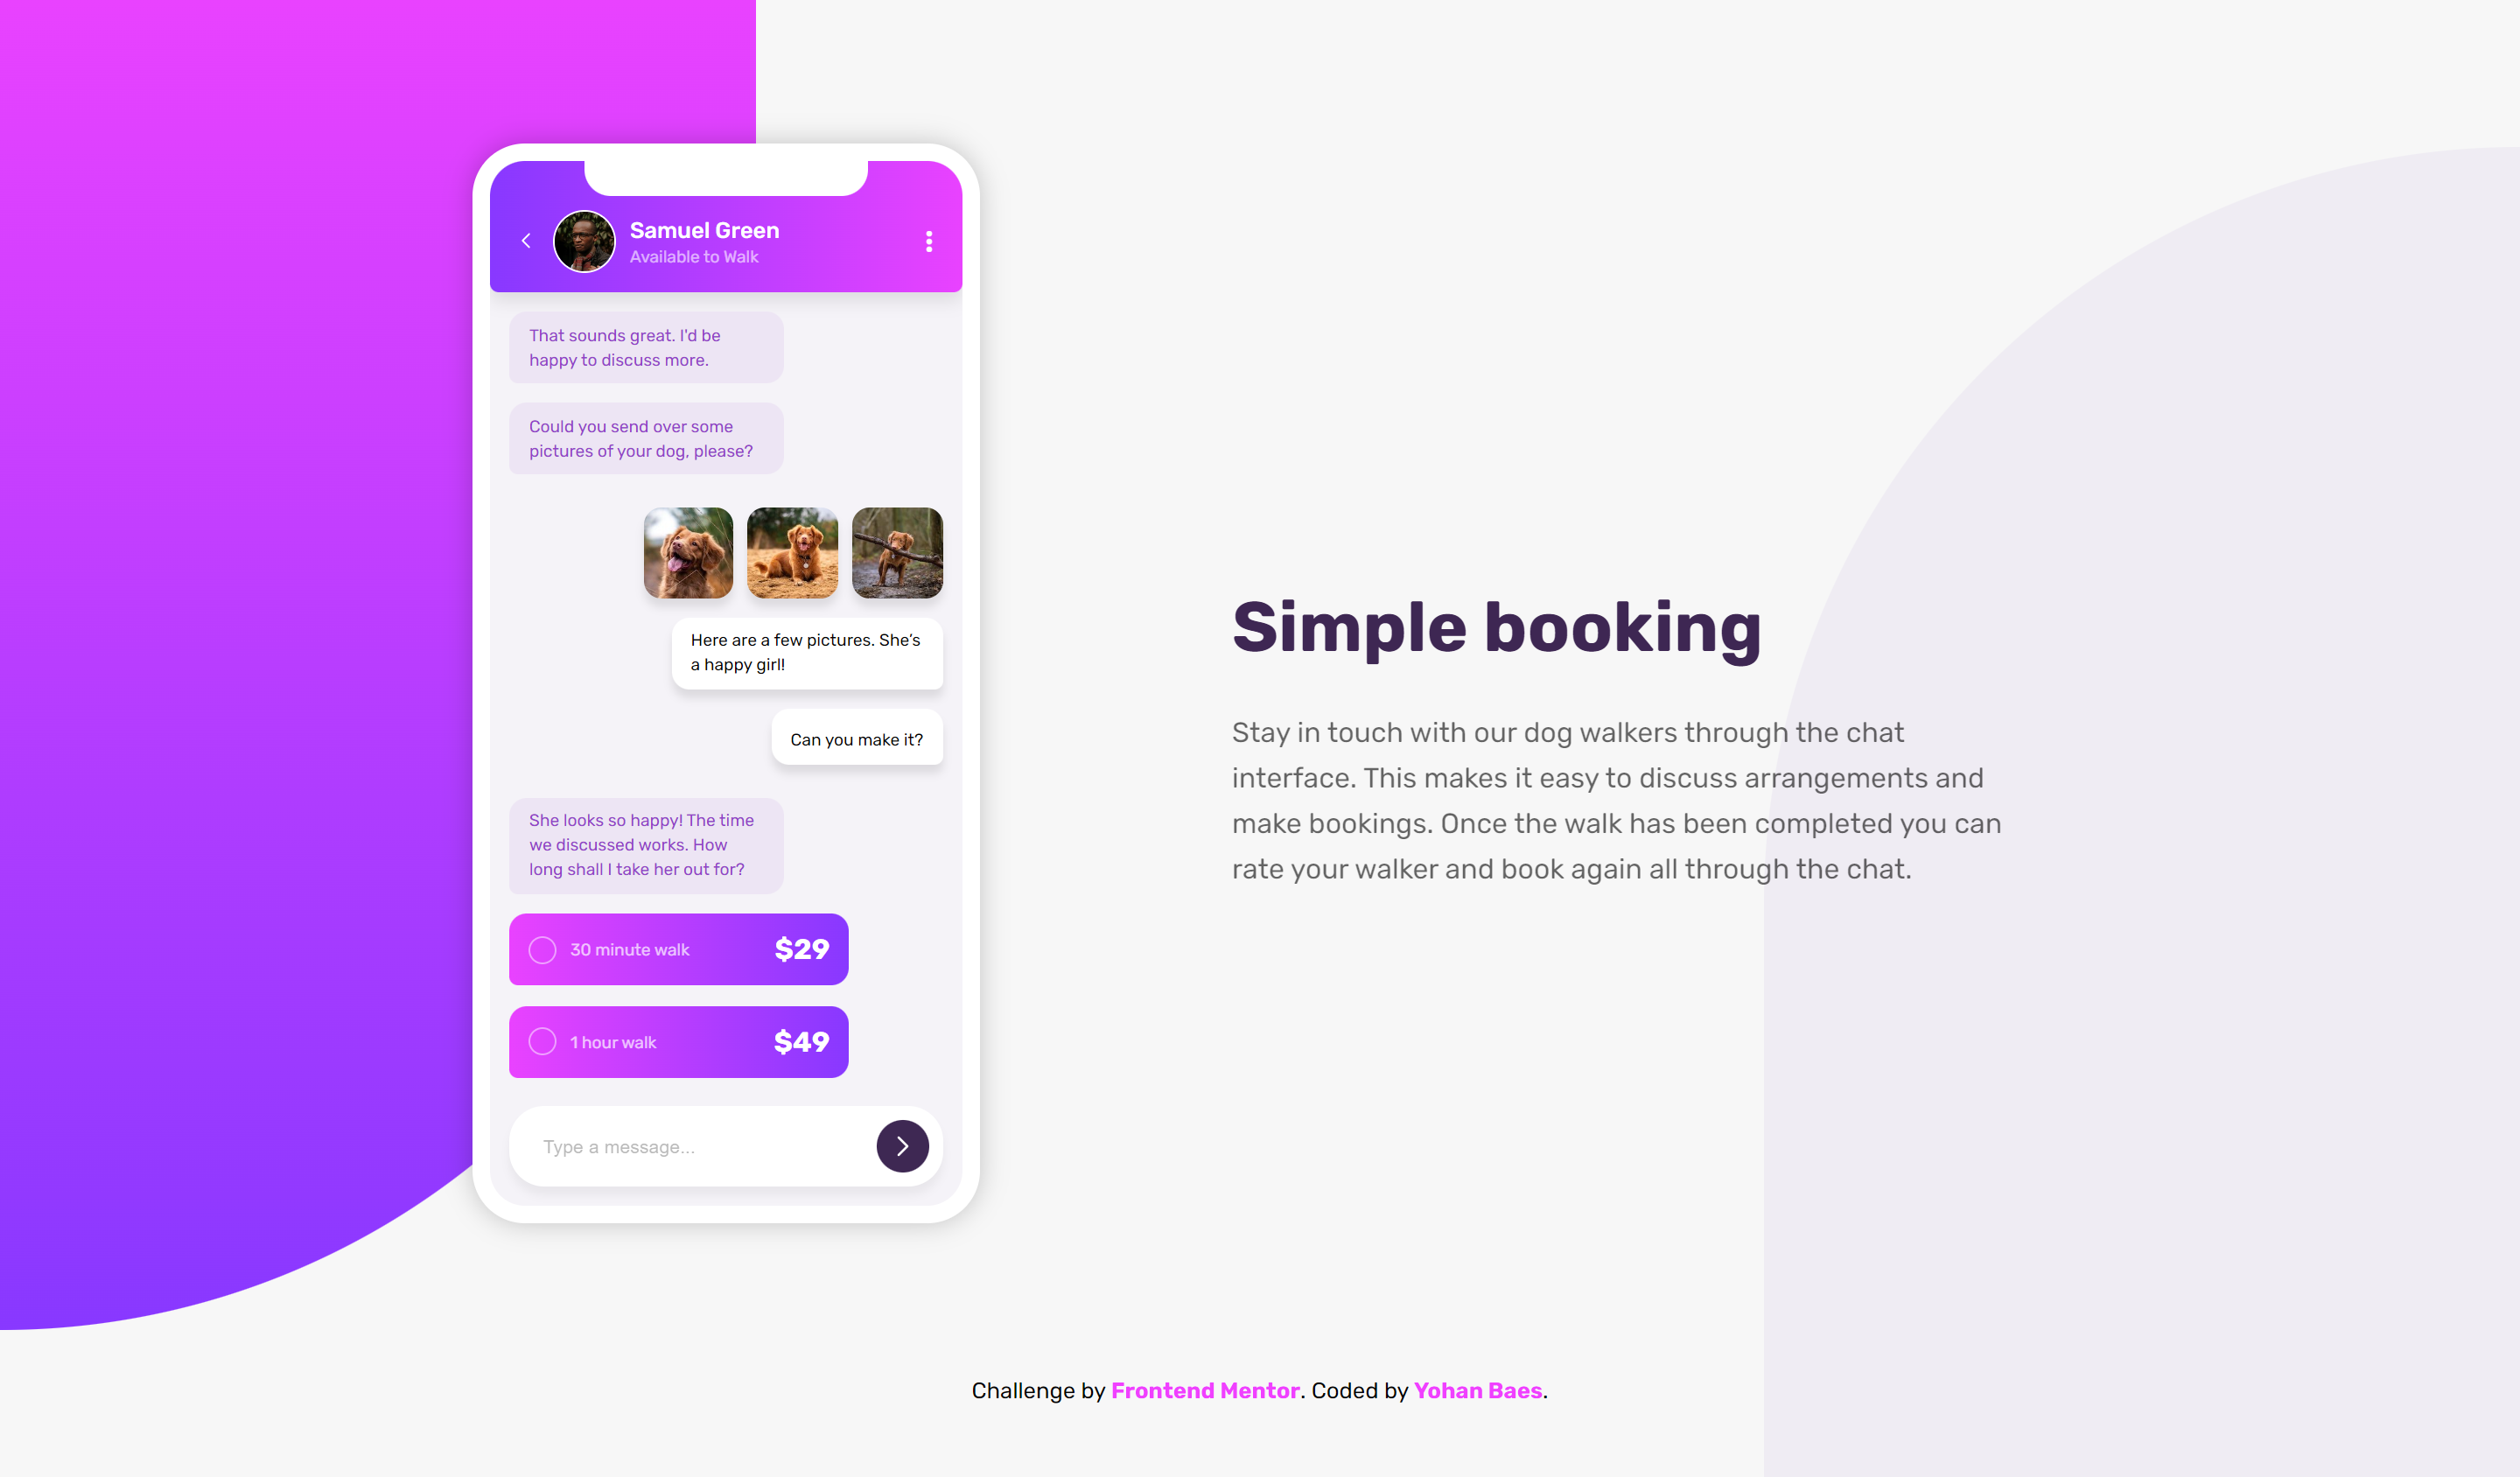 Samuel Green
Available to Walk
That sounds great. I'd be
happy to discuss more.
Could you send over some
pictures of your dog, please?
Here are a few pictures. She's
a happy girl!
Can you make it?
She looks so happy! The time
we discussed works. How
long shall I take her out for?
30 minute walk $29
1 hour walk $49
Type a message...
Simple booking
Stay in touch with our dog walkers through the chat
interface. This makes it easy to discuss arrangements and
make bookings. Once the walk has been completed you can
rate your walker and book again all through the chat.
Challenge by Frontend Mentor. Coded by Yohan Baes.